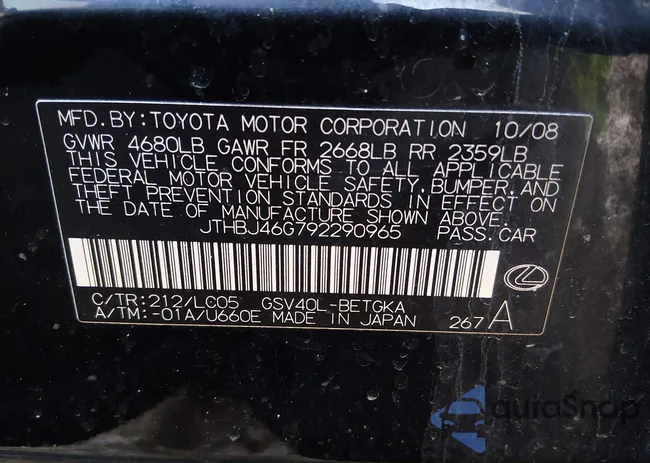 MFD.BY:TOYOTA MOTOR CORPORATION 10/08
GVWR 4680LB GAWR FR 2668LB RR 2359LB
THIS VEHICLE CONFORMS TO ALL APPLICABLE
FEDERAL MOTOR VEHICLE SAFETY,BUMPER,AND
THEFT PREVENTION STANDARDS IN EFFECT ON
THE DATE OF MANUFACTURE SHOWN ABOVE.
JTHBJ46G792290965 PASS.CAR
C/TR:212/LC05 GSV40L-BETGKA
A/TM:-01A/U660E MADE IN JAPAN 267 A